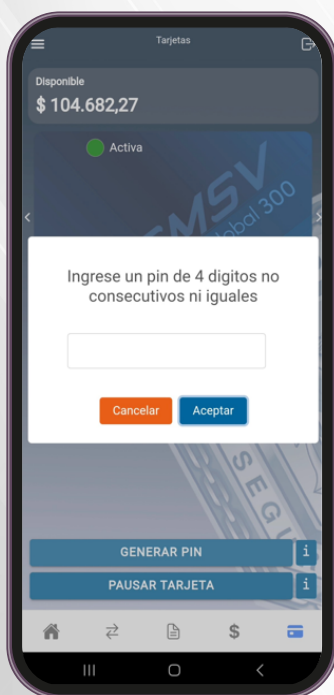 Tarjetas
Disponible
$ 104.682,27
Activa
SMSV
Global 300
Ingrese un pin de 4 digitos no
consecutivos ni iguales
Cancelar
Aceptar
SEGU
GENERAR PIN
i
PAUSAR TARJETA
i